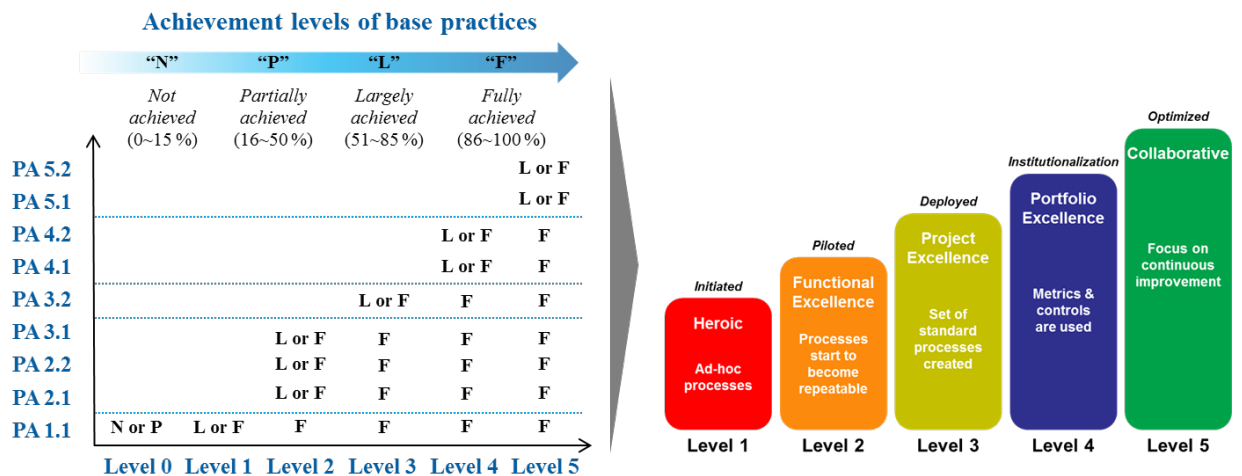 Achievement levels of base practices
“N” “P” “L” “F”
Not Partially Largely Fully
achieved achieved achieved achieved
(0~15 %) (16~50 %) (51~85 %) (86~100 %)
PA 5.2 L or F
PA 5.1 L or F
PA 4.2 L or F F
PA 4.1 L or F F
PA 3.2 L or F F F
PA 3.1 L or F F F F
PA 2.2 L or F F F F
PA 2.1 L or F F F F
PA 1.1 N or P L or F F F F F
Level 0 Level 1 Level 2 Level 3 Level 4 Level 5
Initiated
Heroic
Ad-hoc
processes
Level 1
Piloted
Functional
Excellence
Processes
start to
become
repeatable
Level 2
Deployed
Project
Excellence
Set of
standard
processes
created
Level 3
Institutionalization
Portfolio
Excellence
Metrics &
controls
are used
Level 4
Optimized
Collaborative
Focus on
continuous
improvement
Level 5